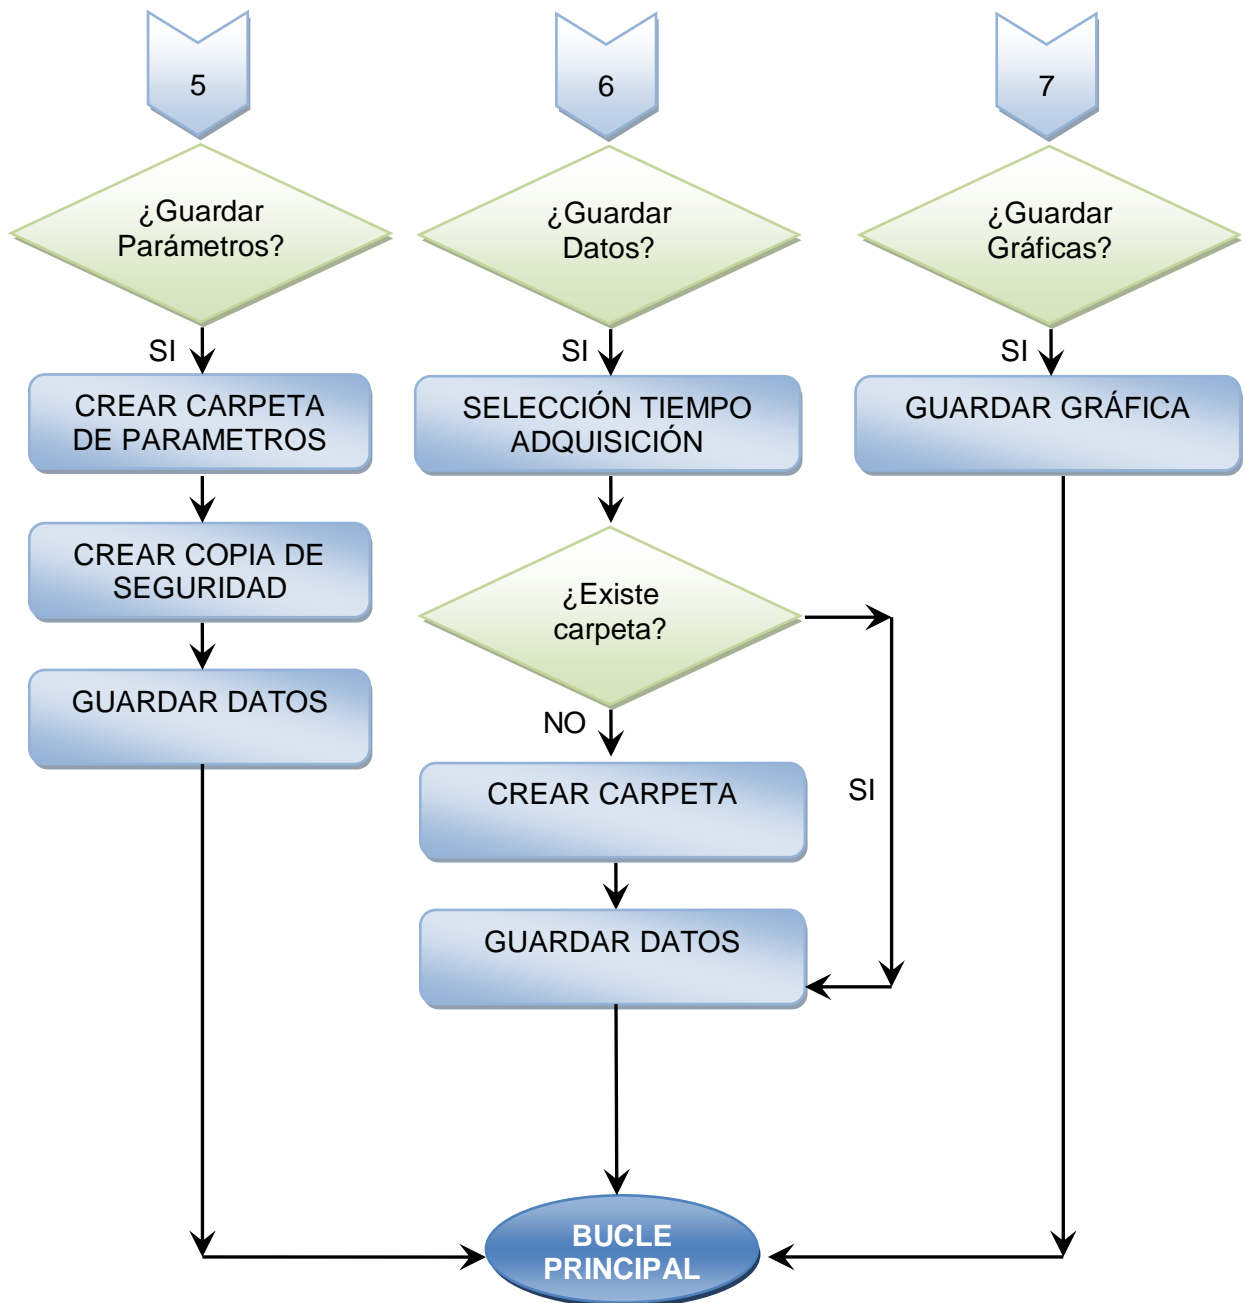 5
¿Guardar
Parámetros?
SI
CREAR CARPETA
DE PARAMETROS
CREAR COPIA DE
SEGURIDAD
GUARDAR DATOS
6
¿Guardar
Datos?
SI
SELECCIÓN TIEMPO
ADQUISICIÓN
¿Existe
carpeta?
NO
SI
CREAR CARPETA
GUARDAR DATOS
7
¿Guardar
Gráficas?
SI
GUARDAR GRÁFICA
BUCLE
PRINCIPAL